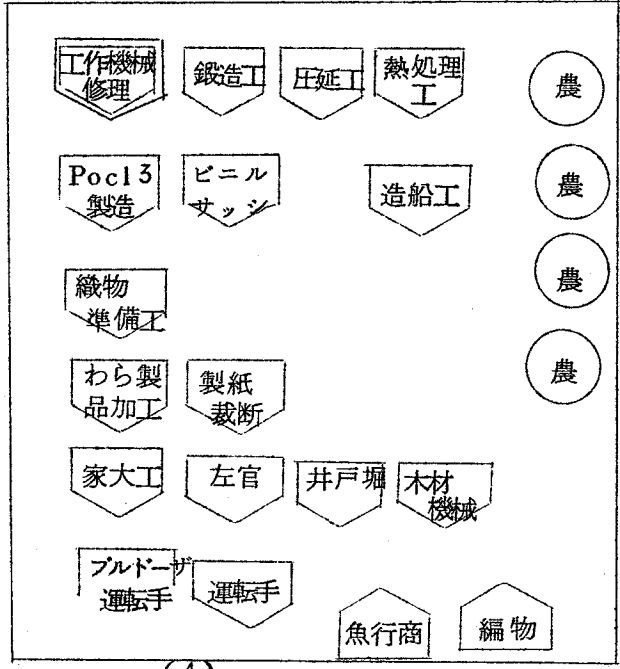 工作機械
修理
鍛造工
圧延工
熱処理
工
農
Pocl3
製造
ビニル
サッシ
造船工
農
織物
準備工
農
わら製
品加工
製紙
裁断
農
家大工
左官
井戸堀
木材
機械
ブルドーザ
運転手
運転手
魚行商
編物
(4)